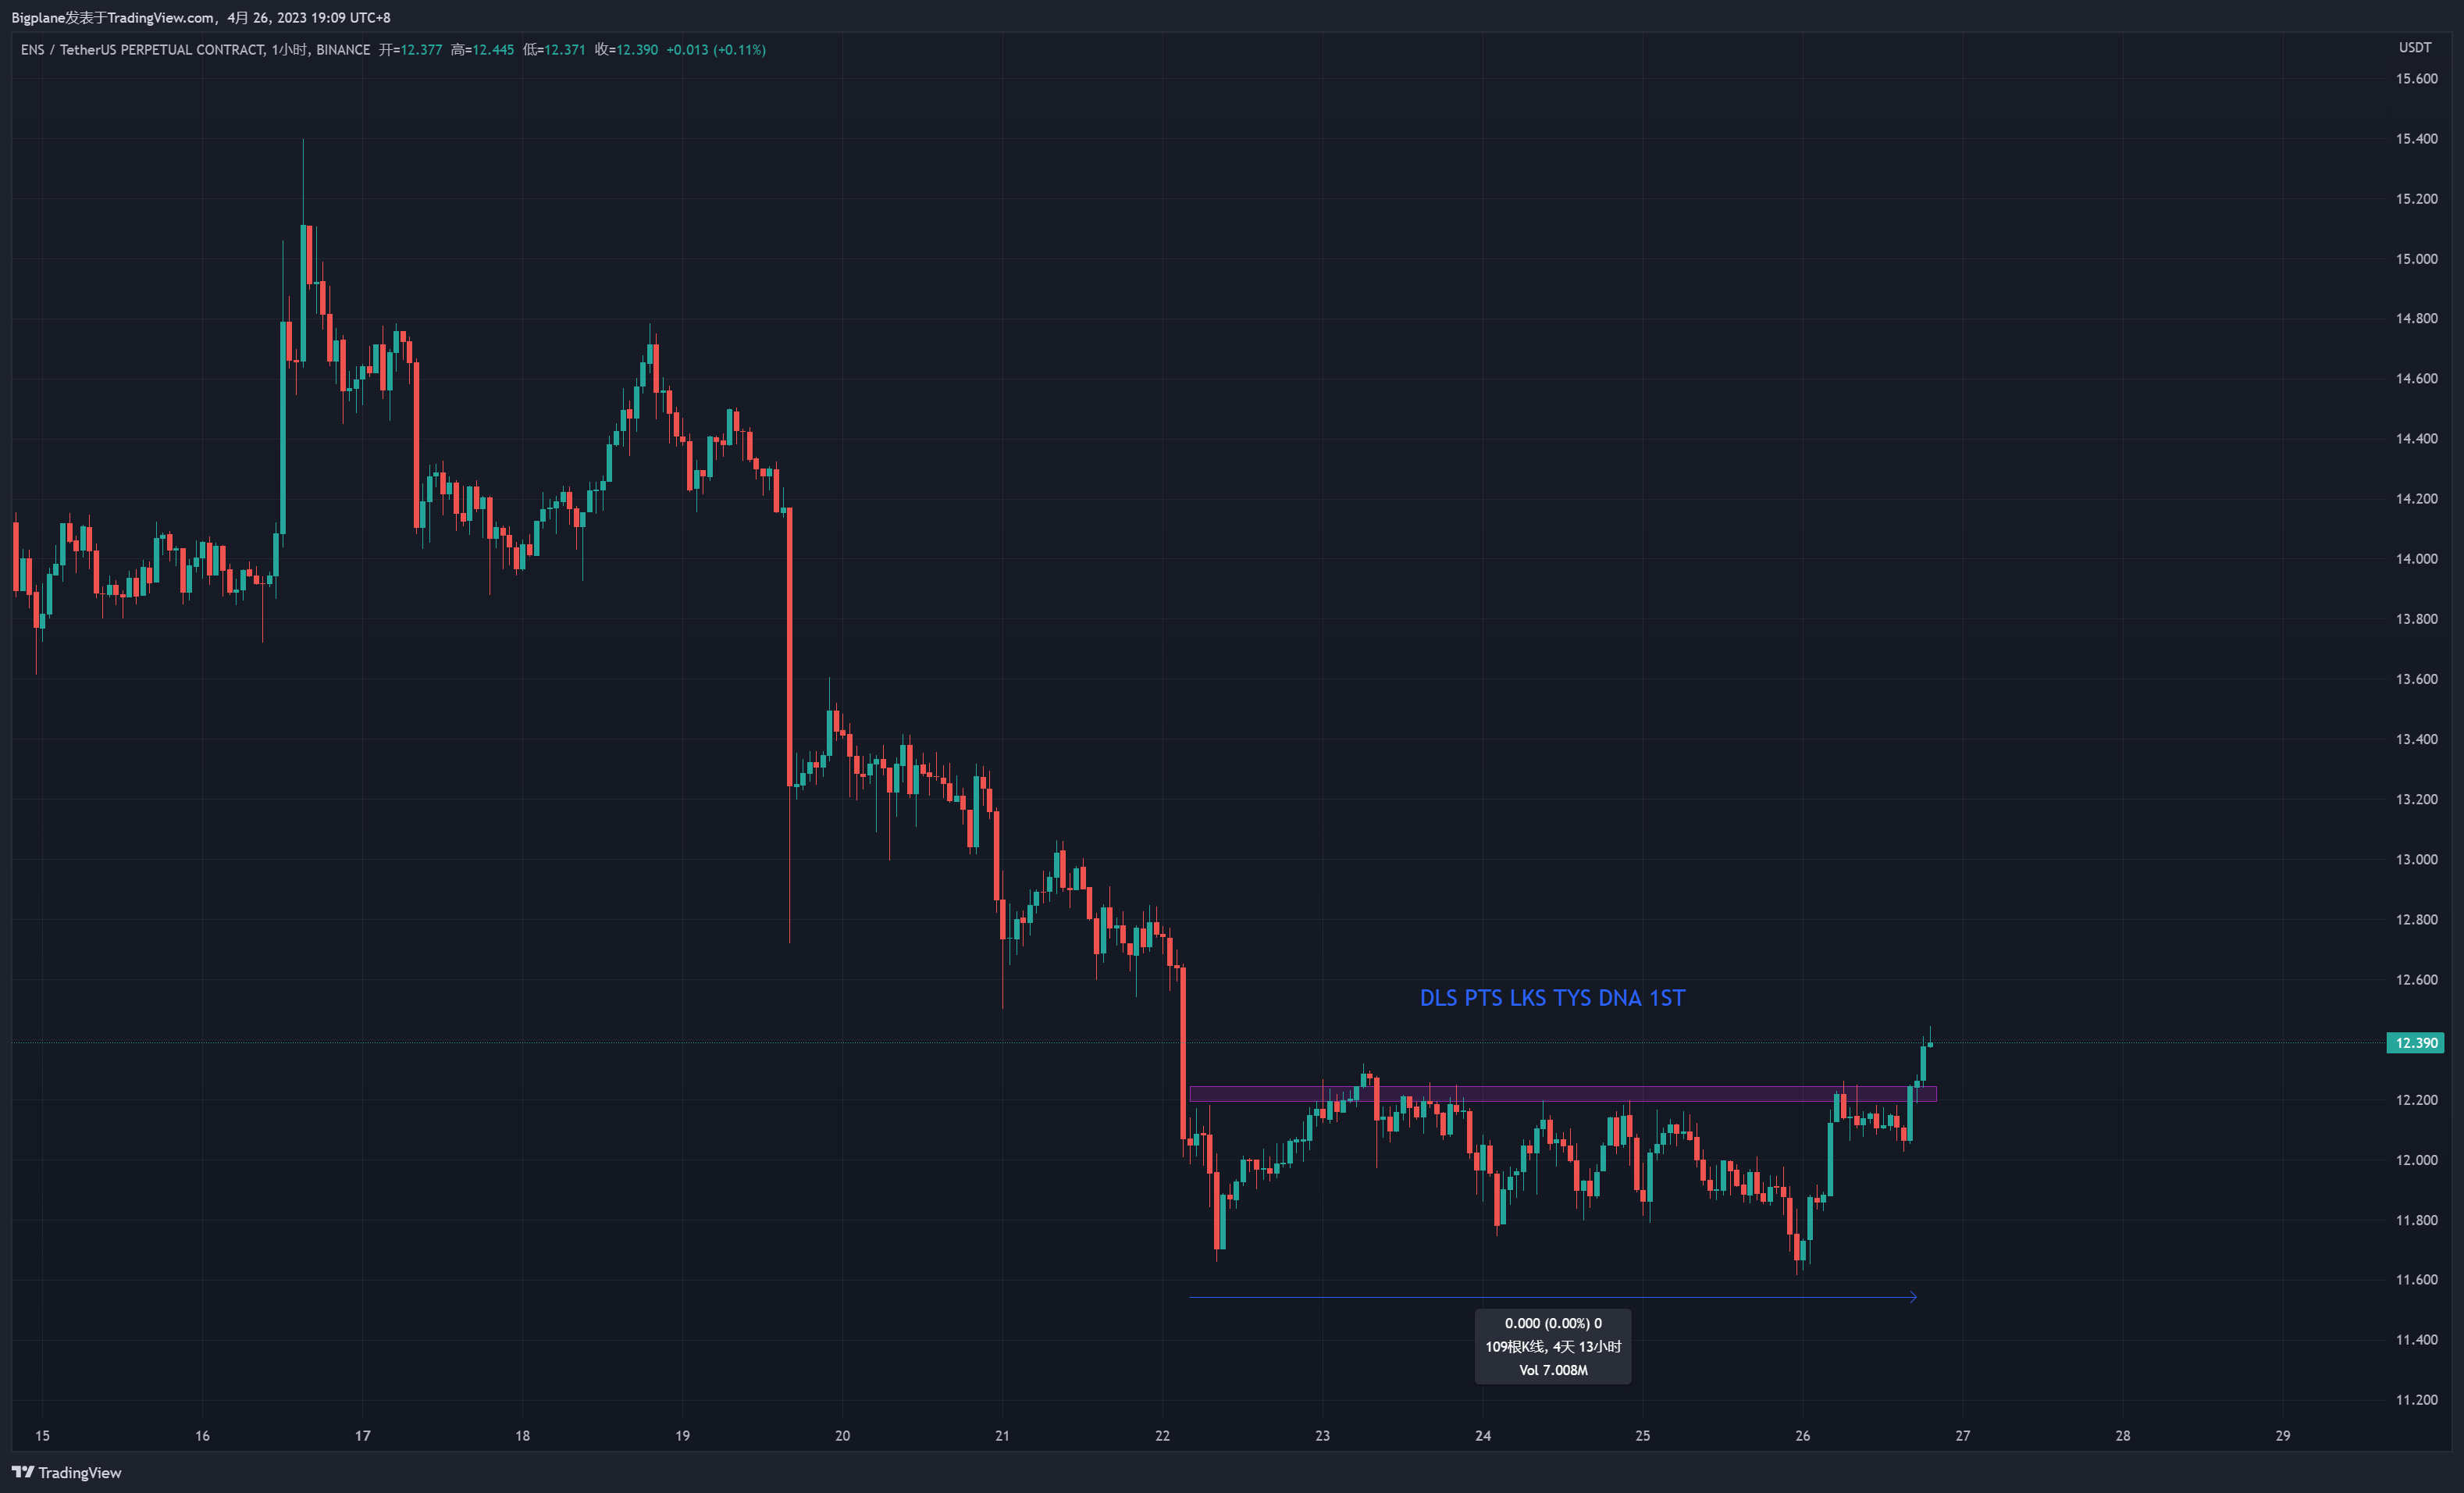 Bigplane发表于TradingView.com, 4月 26, 2023 19:09 UTC+8
ENS / TetherUS PERPETUAL CONTRACT, 1小时, BINANCE 开=12.377 高=12.445 低=12.371 收=12.390 +0.013 (+0.11%)
USDT
15.600
15.400
15.200
15.000
14.800
14.600
14.400
14.200
14.000
13.800
13.600
13.400
13.200
13.000
12.800
12.600
DLS PTS LKS TYS DNA 1ST
12.390
12.200
12.000
11.800
11.600
11.400
11.200
0.000 (0.00%) 0
109根K线, 4天 13小时
Vol 7.008M
15 16 17 18 19 20 21 22 23 24 25 26 27 28 29
TradingView